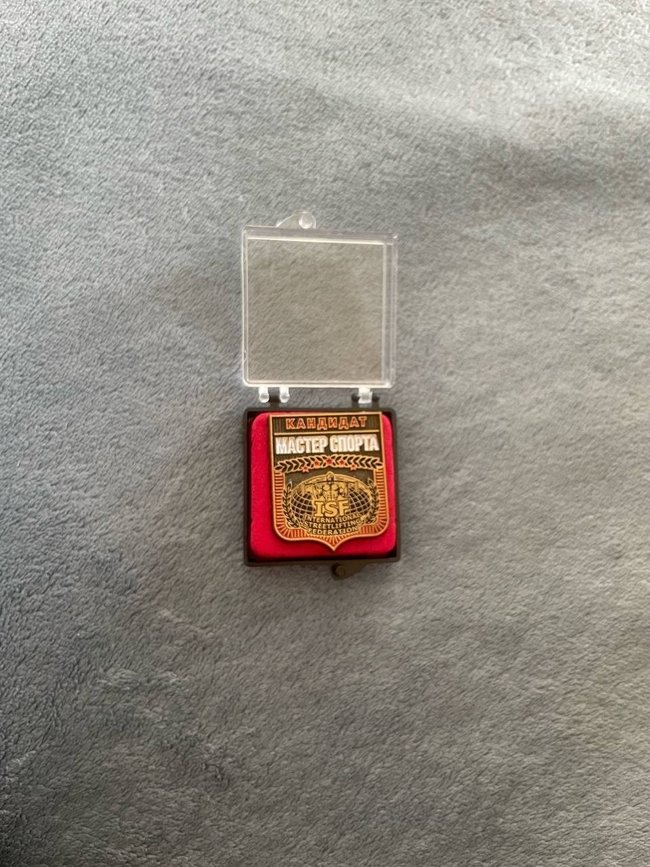 КАНДИДАТ
МАСТЕР СПОРТА
ISF
INTERNATIONAL
STREETLIFTING
FEDERATION